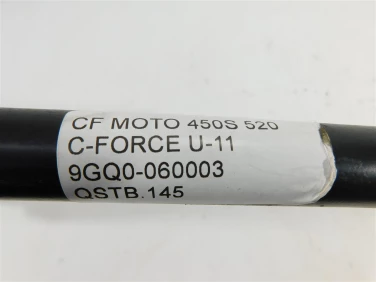 CF MOTO 450S 520
C-FORCE U-11
9GQ0-060003
QSTB.145